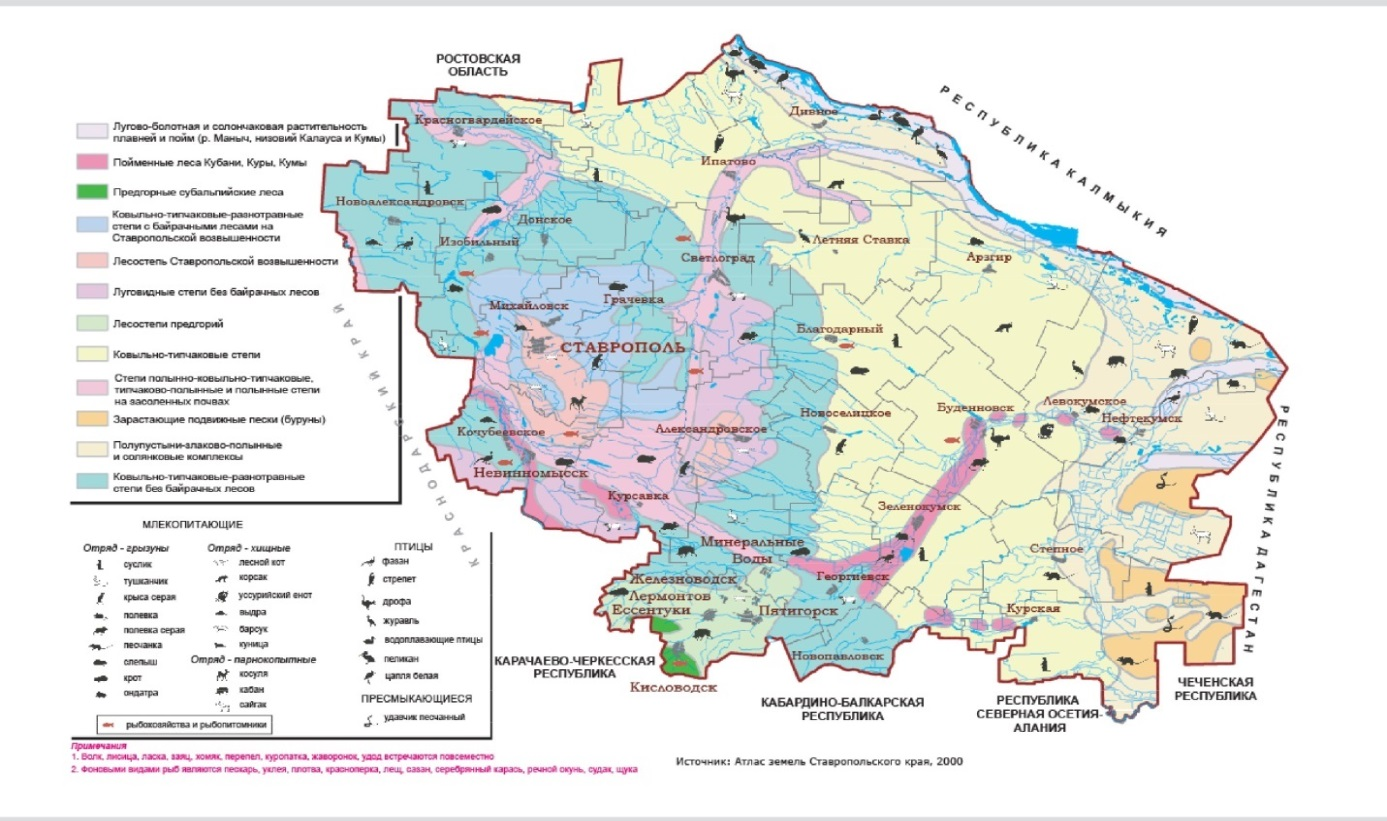 РОСТОВСКАЯ
ОБЛАСТЬ
РЕСПУБЛИКА КАЛМЫКИЯ
РЕСПУБЛИКА ДАГЕСТАН
КРАСНОДАРСКИЙ КРАЙ
Лугово-болотная и солончаковая растительность
плавней и пойм (р. Маныч, низовий Калауса и Кумы)
Пойменные леса Кубани, Куры, Кумы
Предгорные субальпийские леса
Ковыльно-типчаковые-разнотравные
степи с байрачными лесами на
Ставропольской возвышенности
Лесостепь Ставропольской возвышенности
Луговидные степи без байрачных лесов
Лесостепи предгорий
Ковыльно-типчаковые степи
Степи полынно-ковыльно-типчаковые,
типчаково-полынные и полынные степи
на засоленных почвах
Зарастающие подвижные пески (буруны)
Полупустыни-злаково-полынные
и солянковые комплексы
Ковыльно-типчаковые-разнотравные
степи без байрачных лесов
Красногвардейское
Дивное
Ипатово
Новоалександровск
Донское
Изобильный
Летняя Ставка
Светлоград
Арзгир
Михайловск
Грачевка
СТАВРОПОЛЬ
Благодарный
Новоселицкое
Буденновск
Левокумское
Нефтекумск
Кочубеевское
Александровское
Невинномысск
Курсавка
Зеленокумск
Минеральные
Воды
Степное
Георгиевск
Железноводск
Лермонтов
Ессентуки
Пятигорск
Курская
Новопавловск
Кисловодск
КАРАЧАЕВО-ЧЕРКЕССКАЯ
РЕСПУБЛИКА
КАБАРДИНО-БАЛКАРСКАЯ
РЕСПУБЛИКА
РЕСПУБЛИКА
СЕВЕРНАЯ ОСЕТИЯ-
АЛАНИЯ
ЧЕЧЕНСКАЯ
РЕСПУБЛИКА
МЛЕКОПИТАЮЩИЕ
Отряд - грызуны
суслик
тушканчик
крыса серая
полевка
полевка серая
песчанка
слепыш
крот
ондатра
Отряд - хищные
лесной кот
корсак
уссурийский енот
выдра
барсук
куница
Отряд - парнокопытные
косуля
кабан
сайгак
ПТИЦЫ
фазан
стрепет
дрофа
журавль
водоплавающие птицы
пеликан
цапля белая
ПРЕСМЫКАЮЩИЕСЯ
удавчик песчанный
рыбохозяйства и рыбопитомники
Примечания
1. Волк, лисица, ласка, заяц, хомяк, перепел, куропатка, жаворонок, удод встречаются повсеместно
2. Фоновыми видами рыб являются пескарь, уклея, плотва, красноперка, лещ, сазан, серебрянный карась, речной окунь, судак, щука
Источник: Атлас земель Ставропольского края, 2000